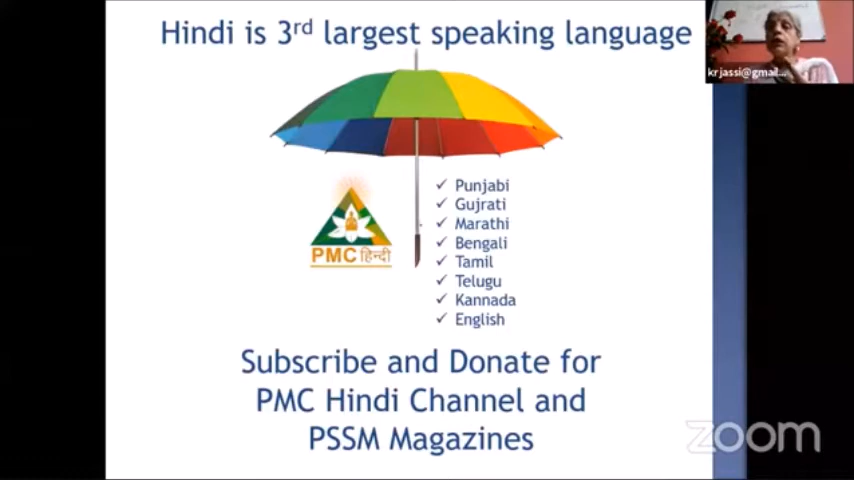 Hindi is 3rd largest speaking language
krjassi@gmail...
PMC हिन्दी
✓ Punjabi
✓ Gujrati
✓ Marathi
✓ Bengali
✓ Tamil
✓ Telugu
✓ Kannada
✓ English
Subscribe and Donate for
PMC Hindi Channel and
PSSM Magazines
zoom